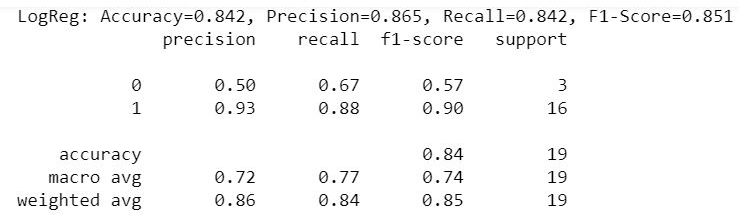 LogReg: Accuracy=0.842, Precision=0.865, Recall=0.842, F1-Score=0.851
precision recall f1-score support
0 0.50 0.67 0.57 3
1 0.93 0.88 0.90 16
accuracy 0.84 19
macro avg 0.72 0.77 0.74 19
weighted avg 0.86 0.84 0.85 19